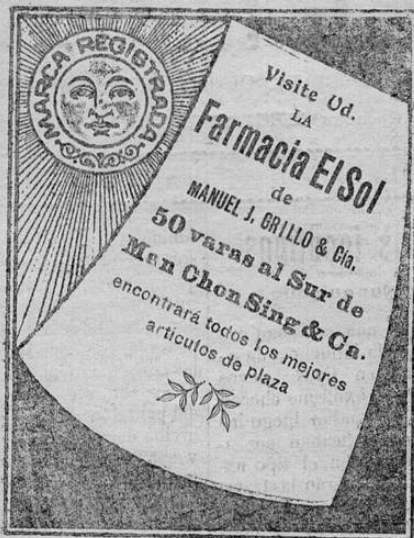 MARCA REGISTRADA
Visite Ud.
LA
Farmacia El Sol
de
MANUEL J. GRILLO & Cía.
50 varas al Sur de
Man Chon Sing & Ca.
encontrará todos los mejores
artículos de plaza